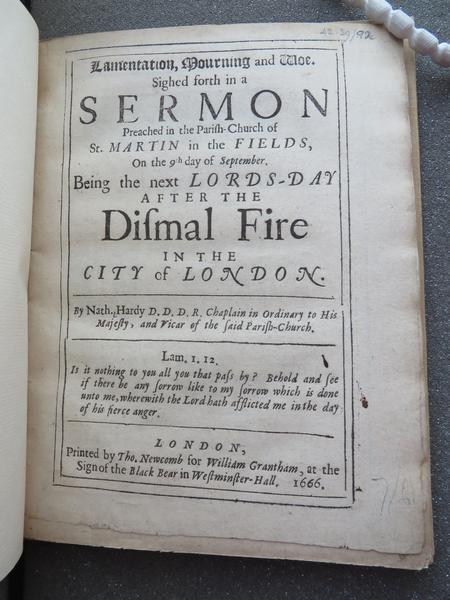 Lamentation, Mourning and Woe.
Sighed forth in a
SERMON
Preached in the Pariſh-Church of
St. MARTIN in the FIELDS,
On the 9th day of September.
Being the next LORDS-DAY
AFTER THE
Diſmal Fire
IN THE
CITY of LONDON.
By Nath. Hardy D. D. D. R. Chaplain in Ordinary to His
Majeſty, and Vicar of the ſaid Pariſh-Church.
Lam. 1. 12.
Is it nothing to you all you that paſs by? Behold and ſee
if there be any ſorrow like to my ſorrow which is done
unto me, wherewith the Lord hath afflicted me in the day
of his fierce anger.
LONDON,
Printed by Tho. Newcomb for William Grantham, at the
Sign of the Black Bear in Weſtminſter-Hall. 1666.